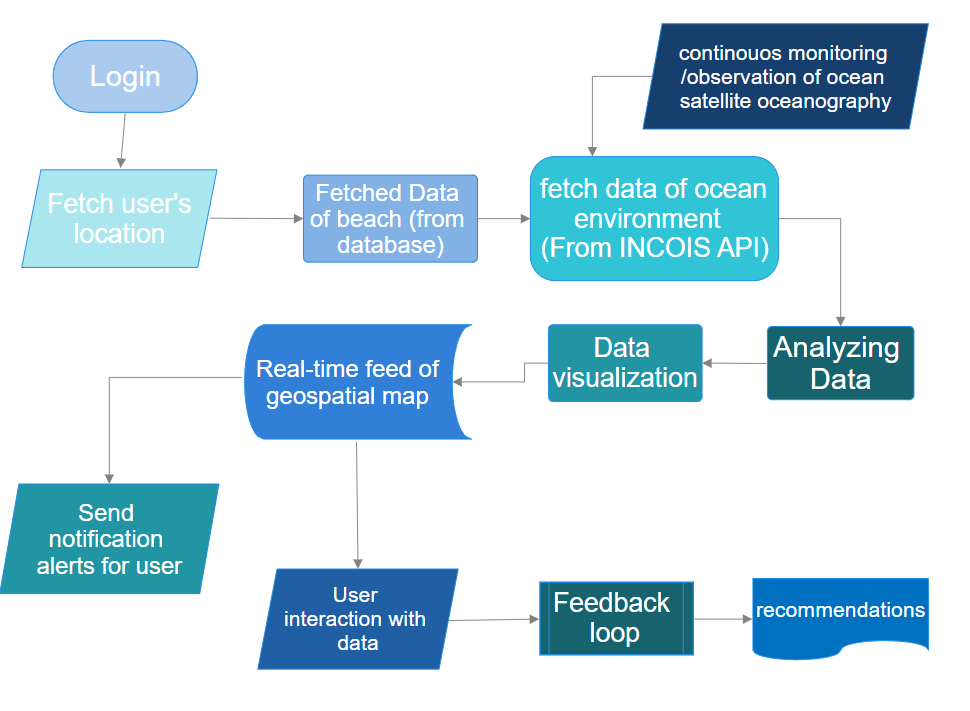 Login
continouos monitoring
/observation of ocean
satellite oceanography
Fetch user's
location
Fetched Data
of beach (from
database)
fetch data of ocean
environment
(From INCOIS API)
Analyzing
Data
Data
visualization
Real-time feed of
geospatial map
Send
notification
alerts for user
User
interaction with
data
Feedback
loop
recommendations